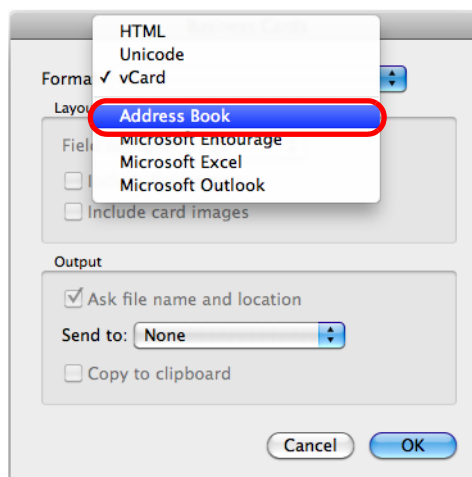 HTML
Unicode
Forma ✓ vCard
Layou
Address Book
Microsoft Entourage
Microsoft Excel
Microsoft Outlook
Include card images
Output
Ask file name and location
Send to: None
Copy to clipboard
Cancel OK